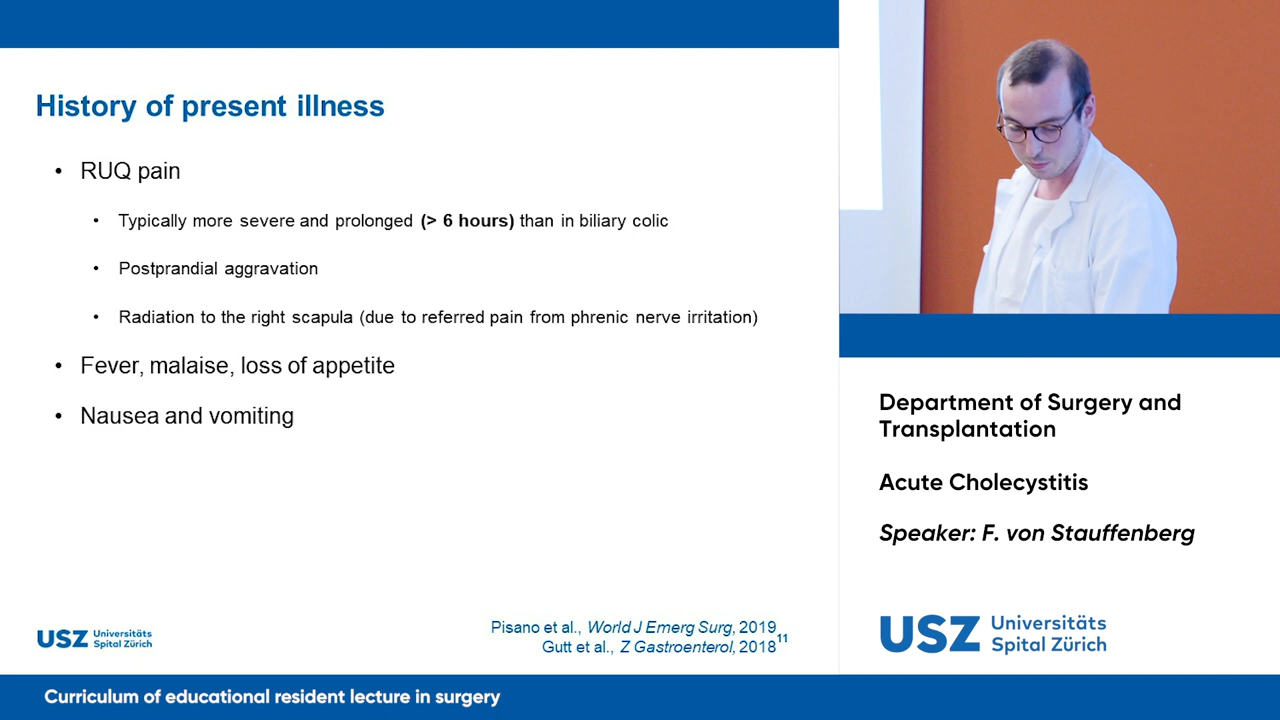 History of present illness
• RUQ pain
• Typically more severe and prolonged (> 6 hours) than in biliary colic
• Postprandial aggravation
• Radiation to the right scapula (due to referred pain from phrenic nerve irritation)
• Fever, malaise, loss of appetite
• Nausea and vomiting
Pisano et al., World J Emerg Surg, 2019
Gutt et al., Z Gastroenterol, 2018
11
USZ Universitäts
Spital Zürich
Department of Surgery and
Transplantation
Acute Cholecystitis
Speaker: F. von Stauffenberg
USZ Universitäts
Spital Zürich
Curriculum of educational resident lecture in surgery